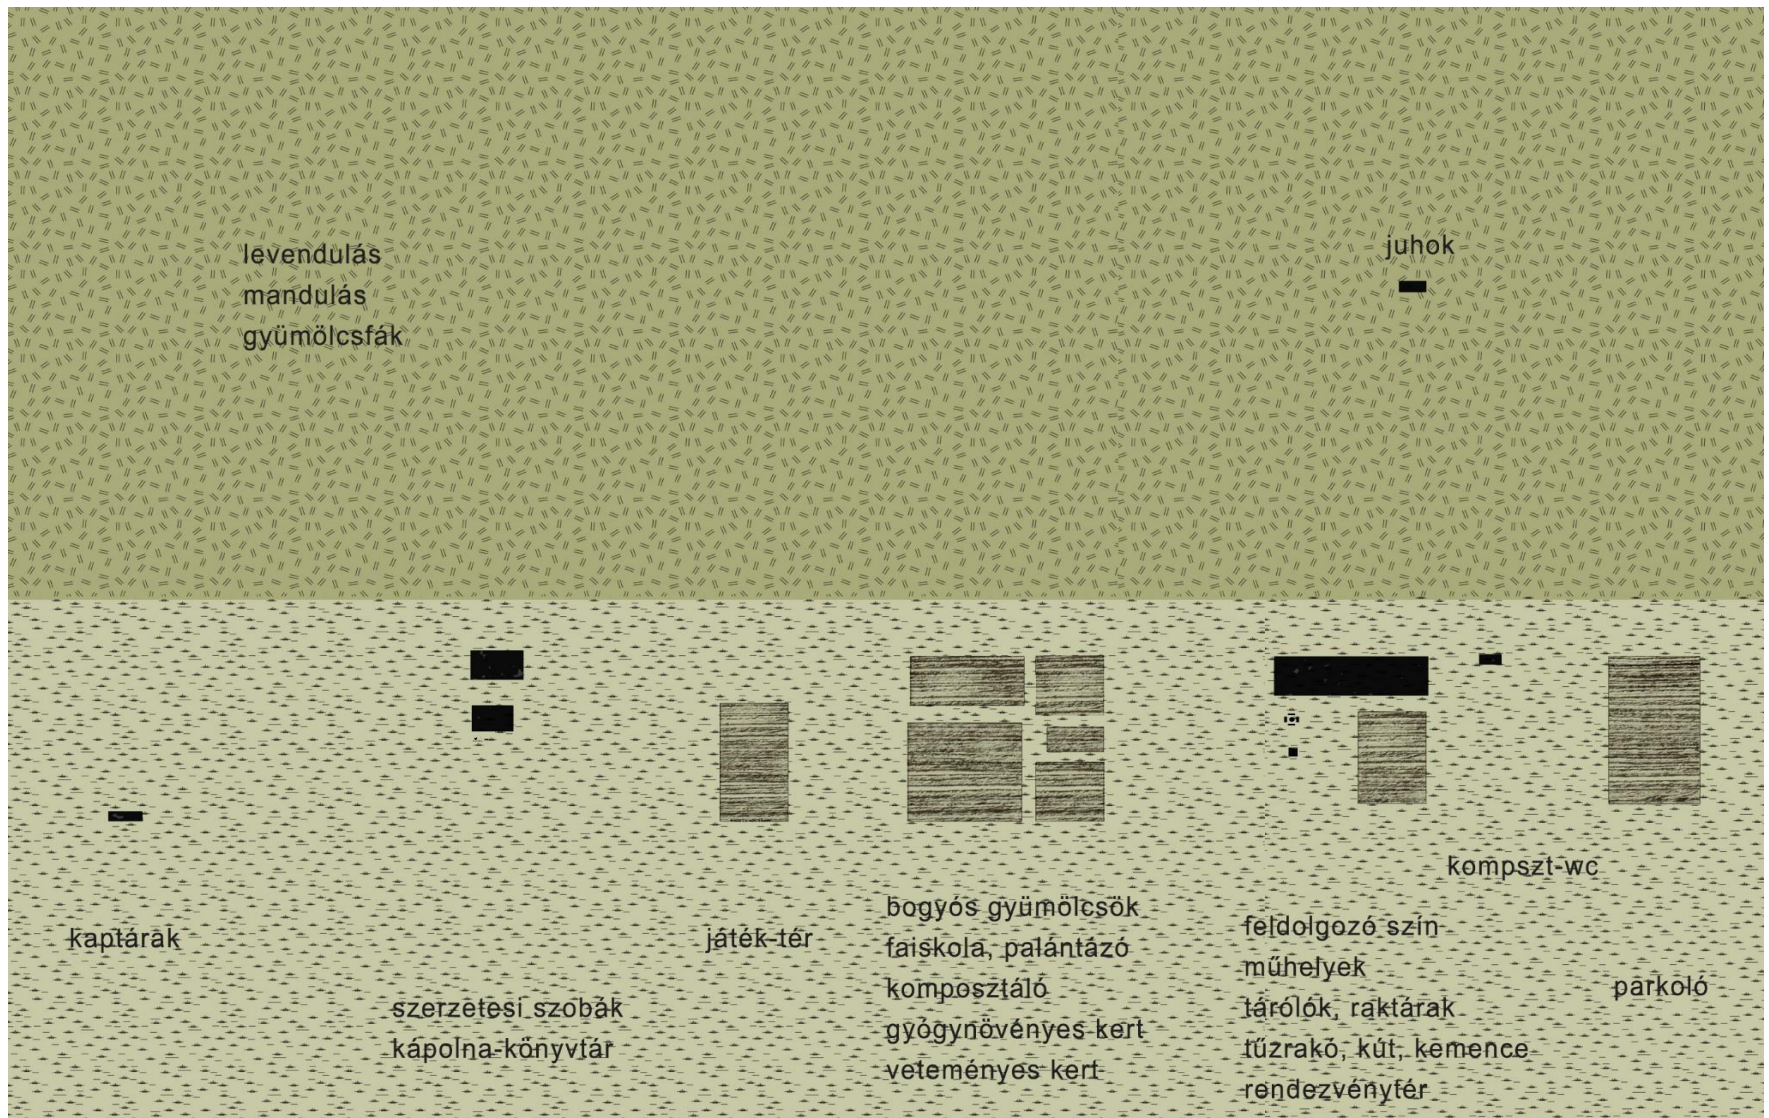 levendulás
mandulás
gyümölcsfák
juhok
kaptárak
szerzetesi szobák
kápolna-könyvtár
játék-tér
bogyós gyümölcsök
faiskola, palántázó
komposztáló
gyógynövényes kert
veteményes kert
kompszt-wc
feldolgozó szín
műhelyek
tárólók, raktárak
tűzrakó, kút, kemence
rendezvénytér
parkoló